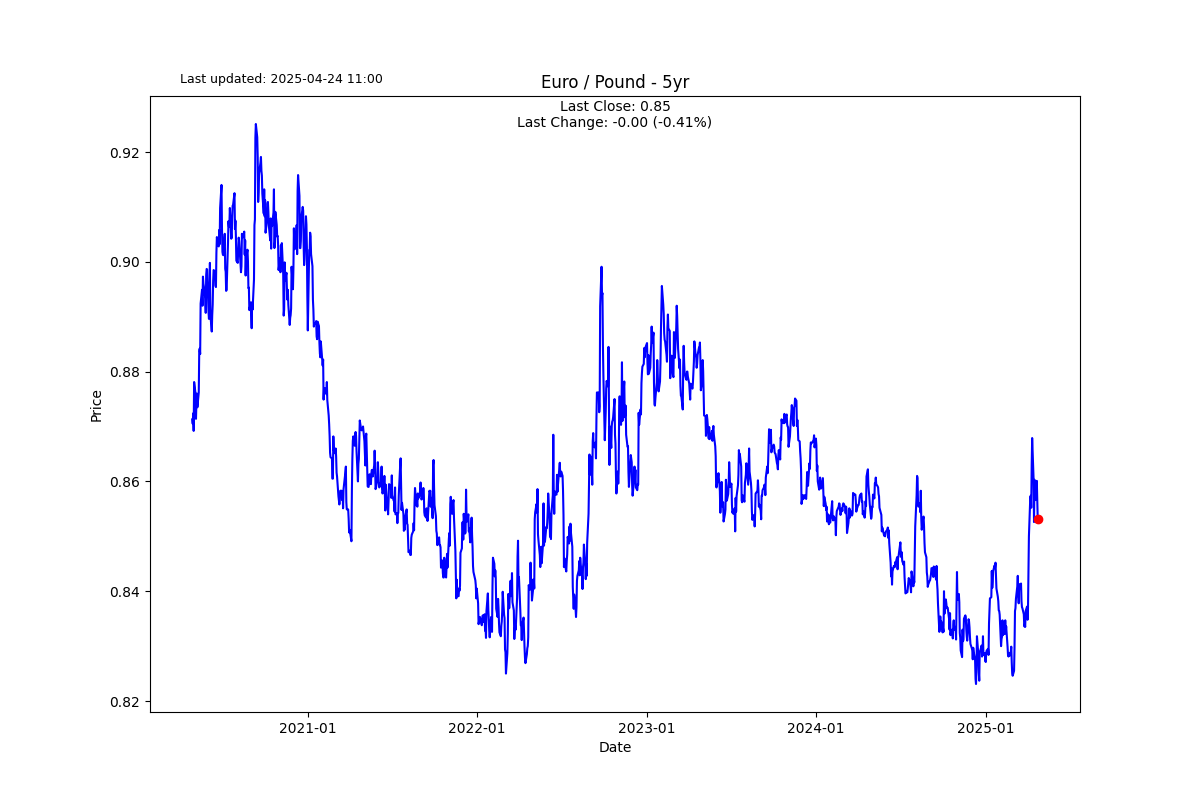 Last updated: 2025-04-24 11:00
Euro / Pound - 5yr
Last Close: 0.85
Last Change: -0.00 (-0.41%)
0.92
0.90
0.88
0.86
0.84
0.82
Price
2021-01
2022-01
2023-01
2024-01
2025-01
Date